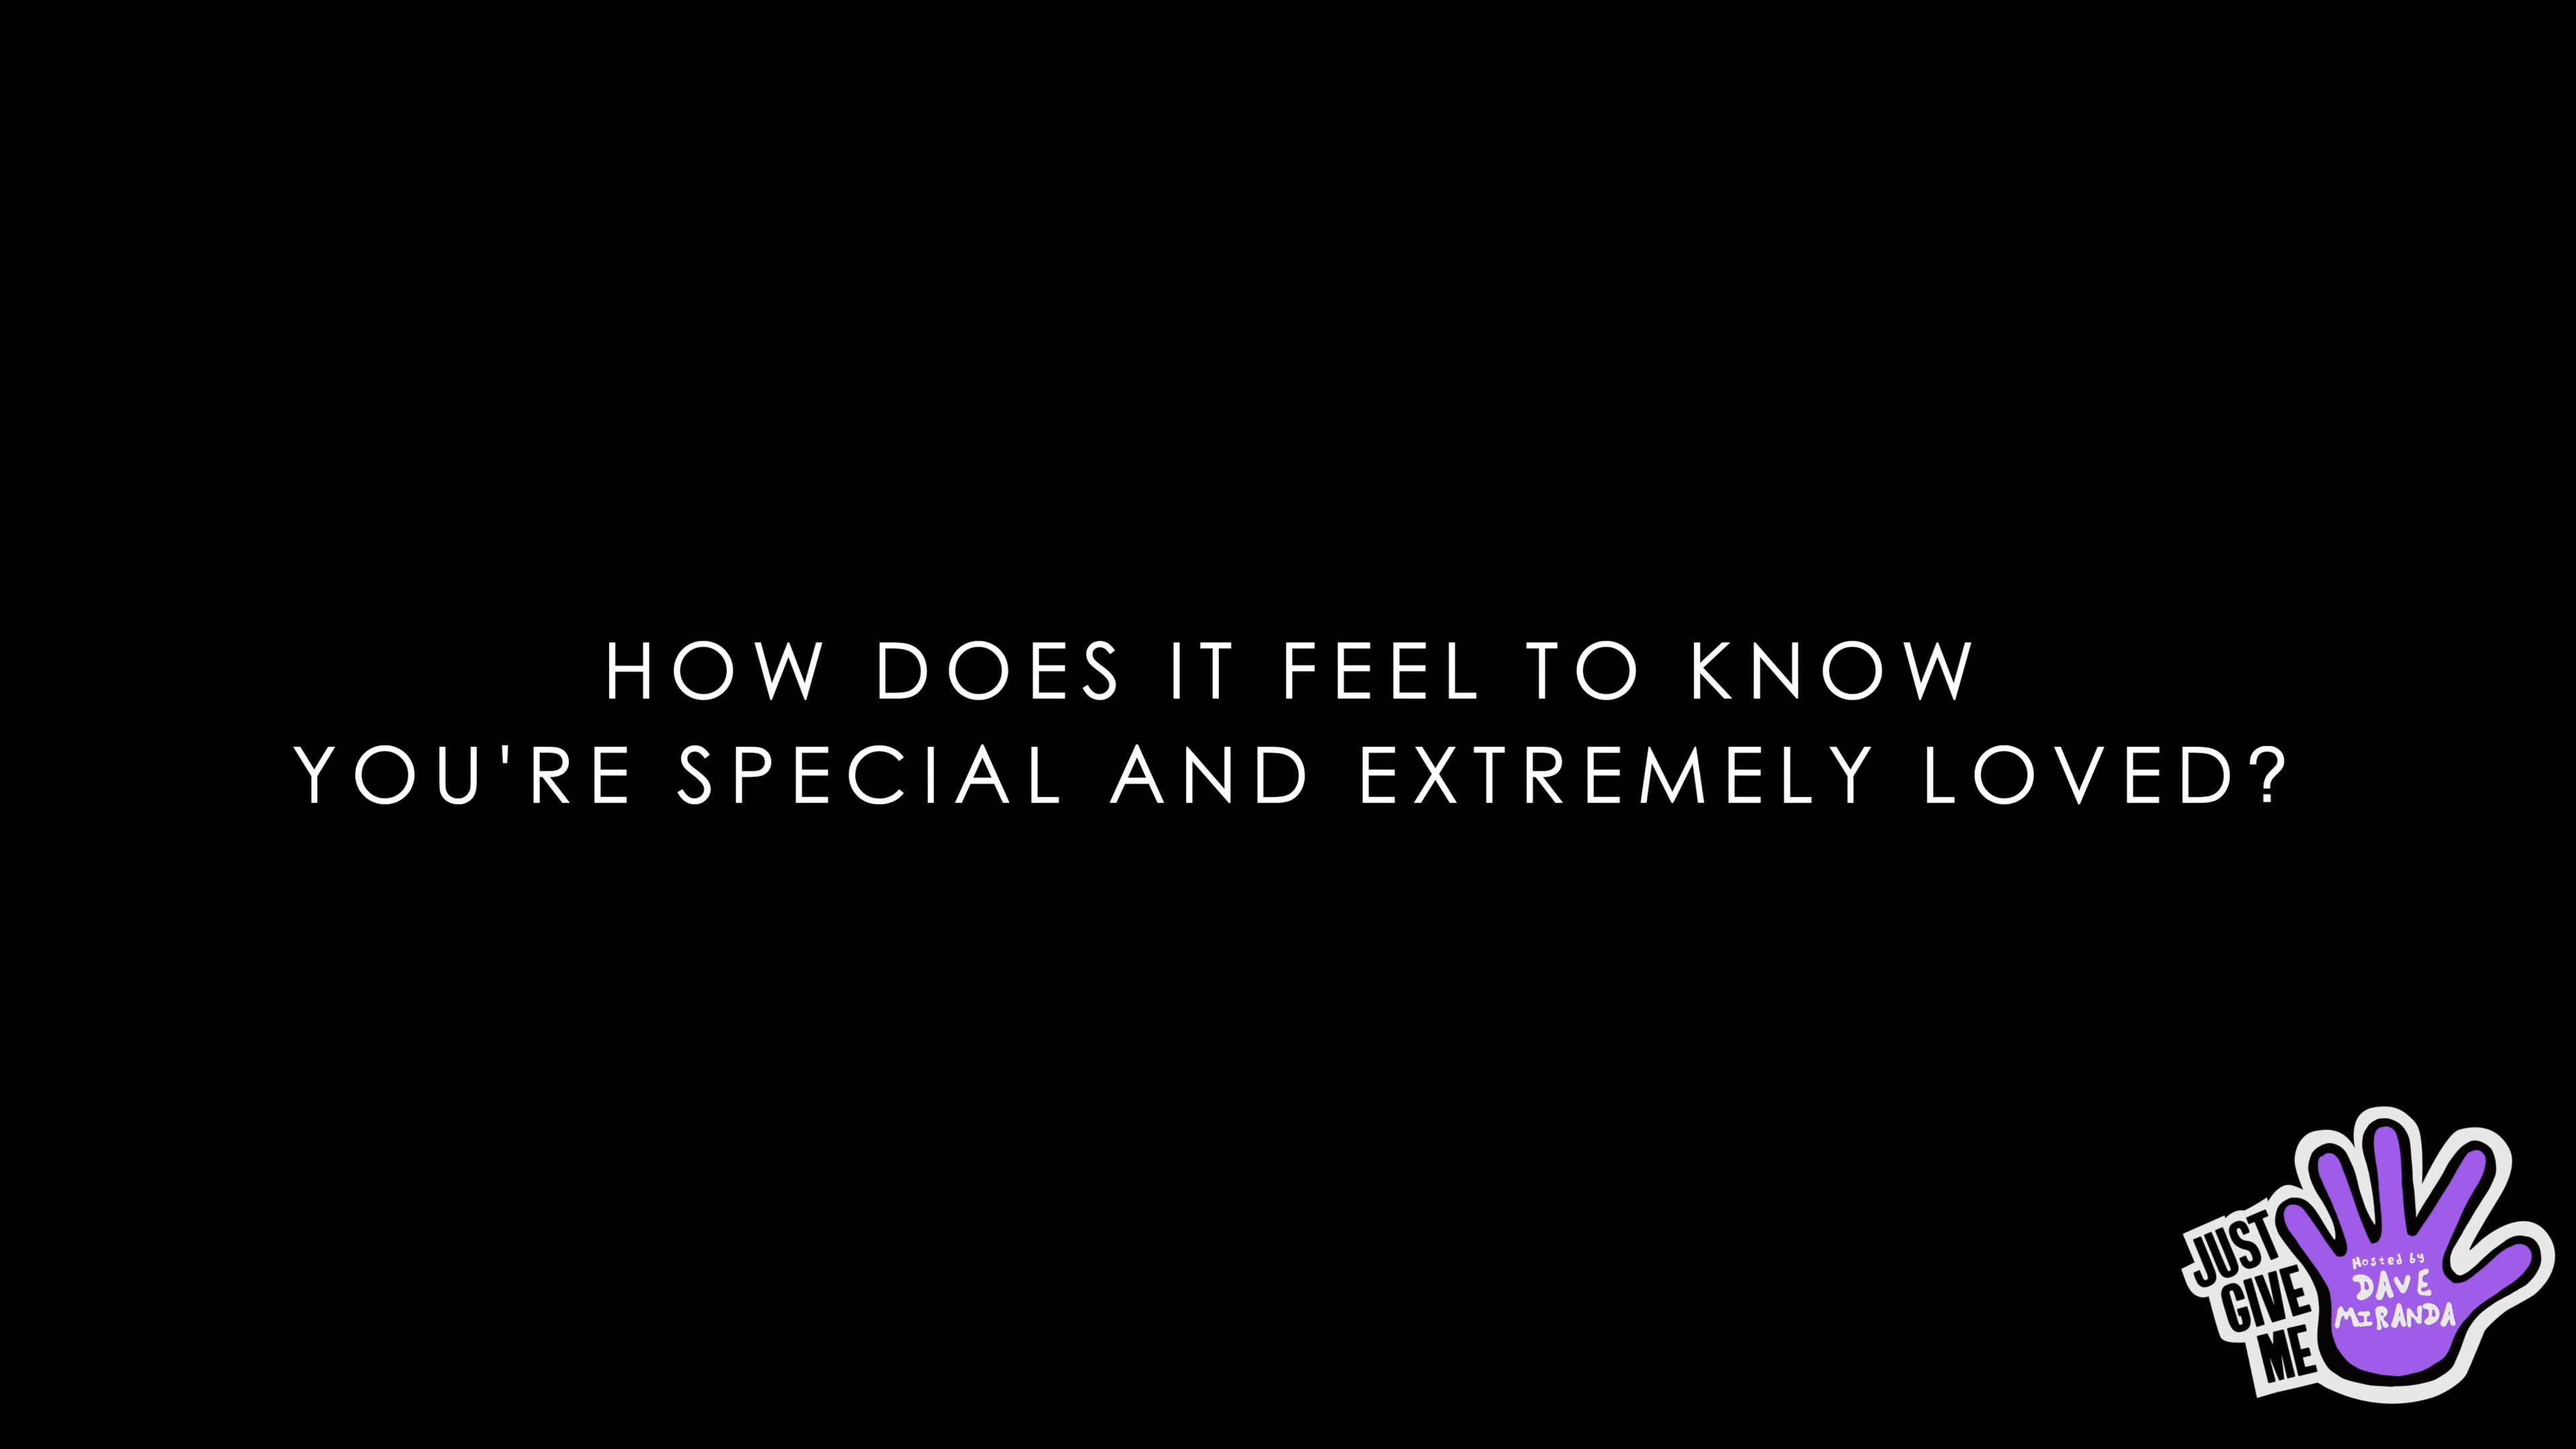 HOW DOES IT FEEL TO KNOW
YOU'RE SPECIAL AND EXTREMELY LOVED?
JUST
GIVE
ME
Hosted by
DAVE
MIRANDA